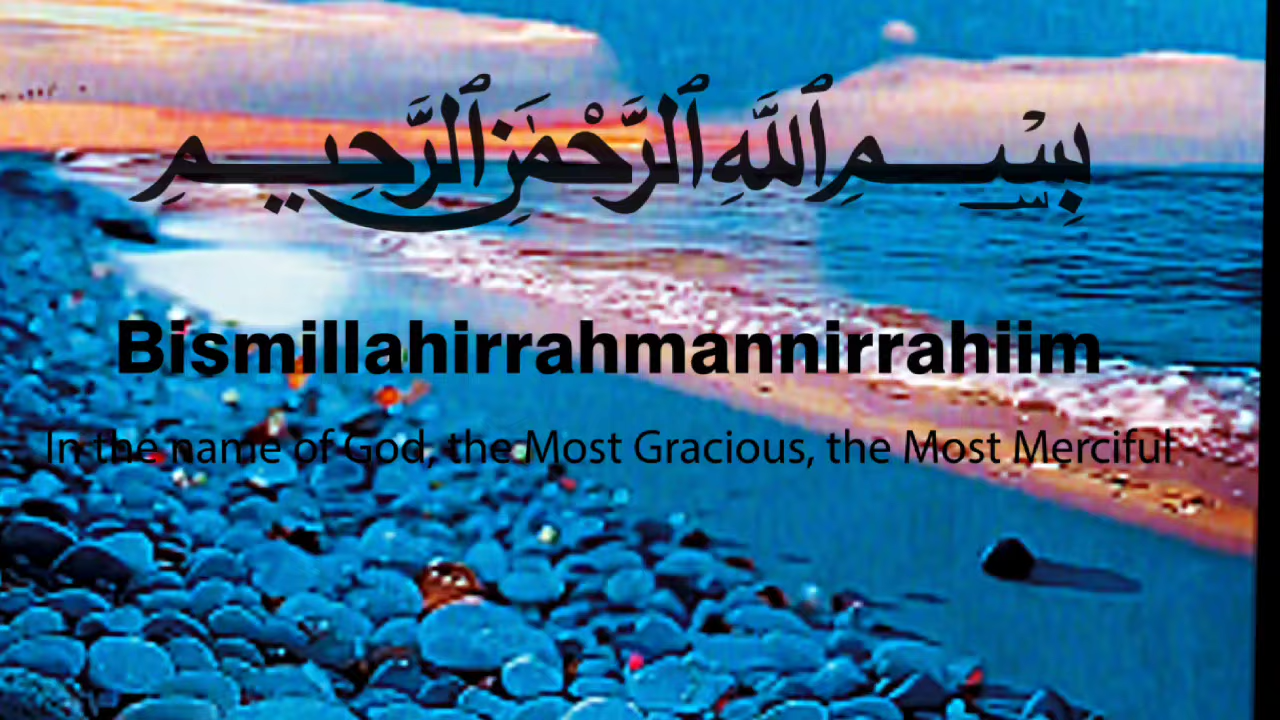 بِسْمِ ٱللَّهِ ٱلرَّحْمَٰنِ ٱلرَّحِيمِ
Bismillahirrahmannirrahiim
In the name of God, the Most Gracious, the Most Merciful